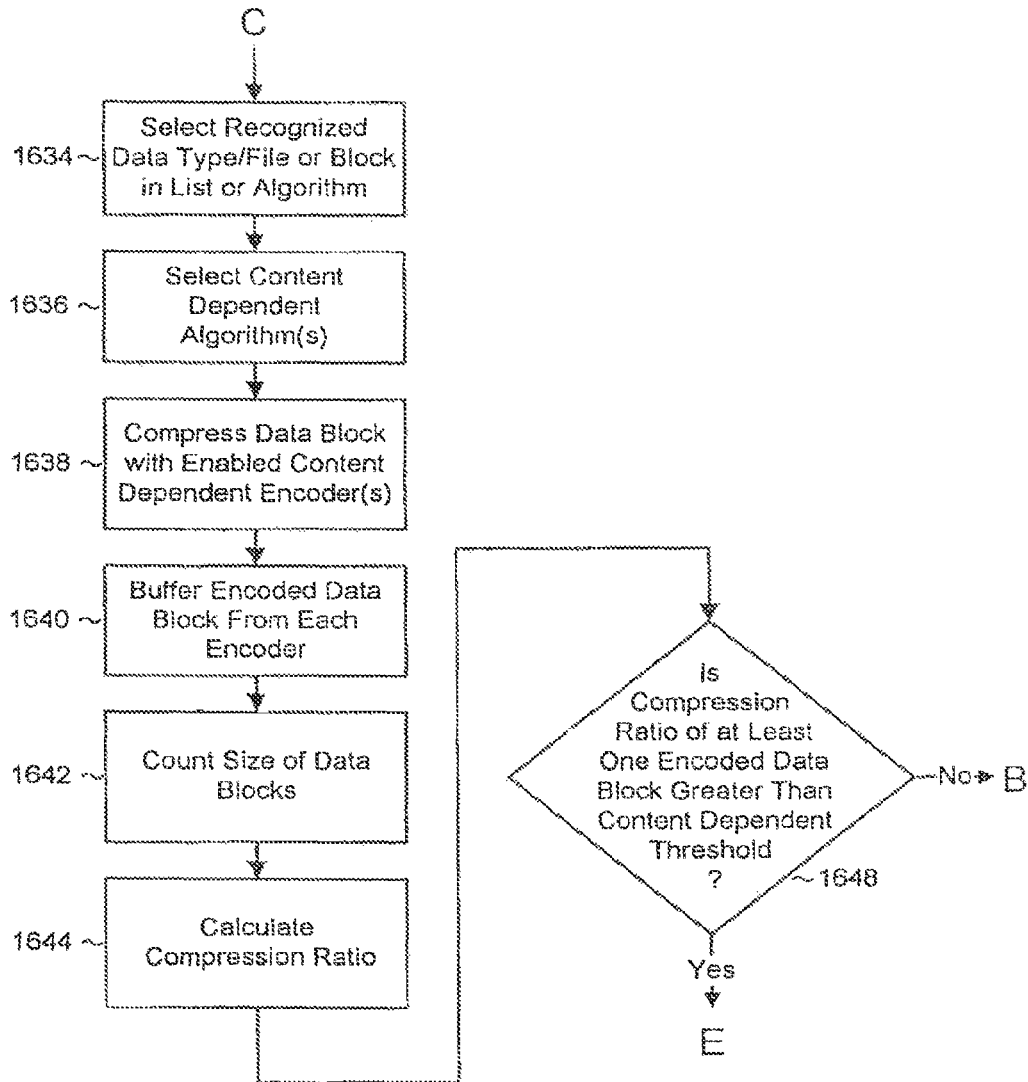 C
1634
Select Recognized
Data Type/File or Block
in List or Algorithm
1636
Select Content
Dependent
Algorithm(s)
1638
Compress Data Block
with Enabled Content
Dependent Encoder(s)
1640
Buffer Encoded Data
Block From Each
Encoder
1642
Count Size of Data
Blocks
1644
Calculate
Compression Ratio
Is
Compression
Ratio of at Least
One Encoded Data
Block Greater Than
Content Dependent
Threshold
?
1648
No
B
Yes
E